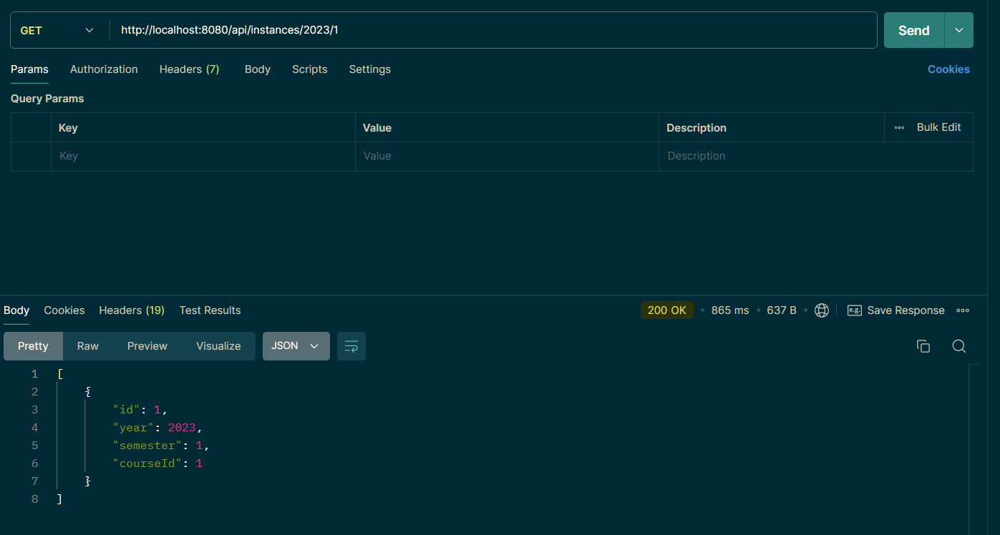 GET http://localhost:8080/api/instances/2023/1 Send
Params Authorization Headers (7) Body Scripts Settings Cookies
Query Params
Key Value Description Bulk Edit
Key Value Description
Body Cookies Headers (19) Test Results 200 OK 865 ms 637 B e.g. Save Response
Pretty Raw Preview Visualize JSON
1 [
2 {
3 "id": 1,
4 "year": 2023,
5 "semester": 1,
6 "courseId": 1
7 }
8 ]